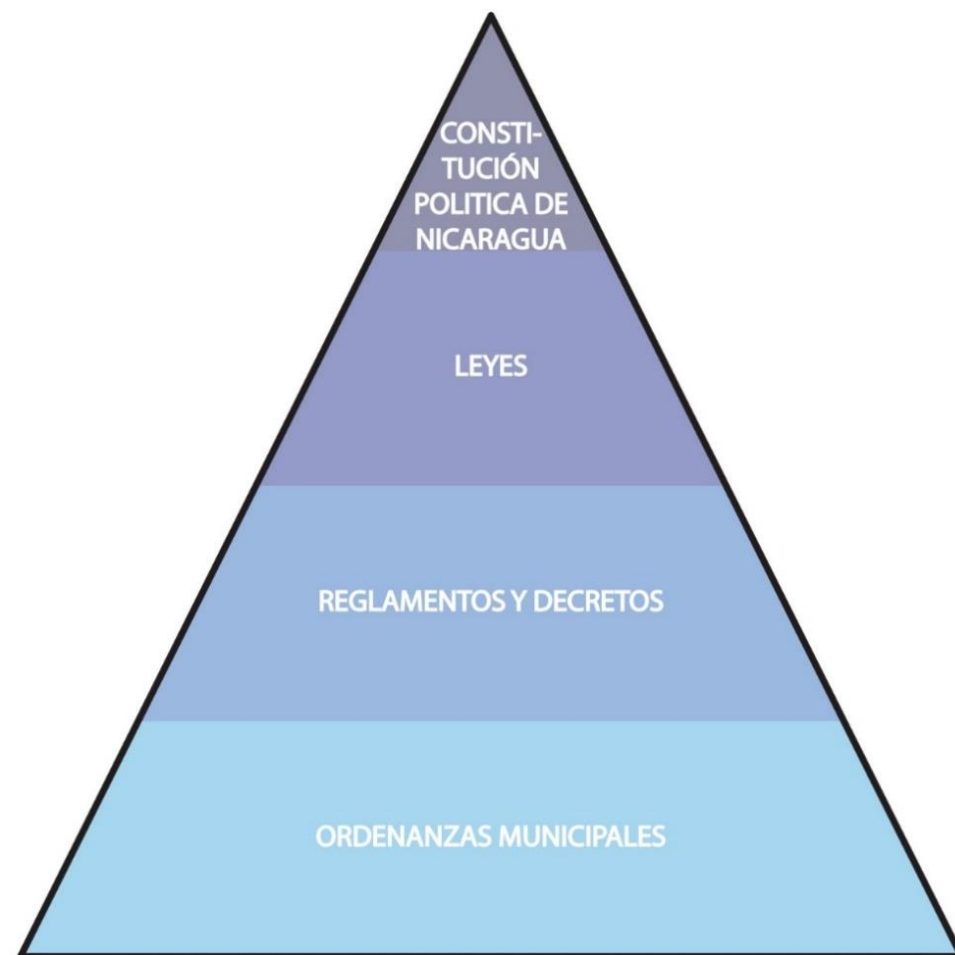 CONSTI-
TUCIÓN
POLITICA DE
NICARAGUA
LEYES
REGLAMENTOS Y DECRETOS
ORDENANZAS MUNICIPALES